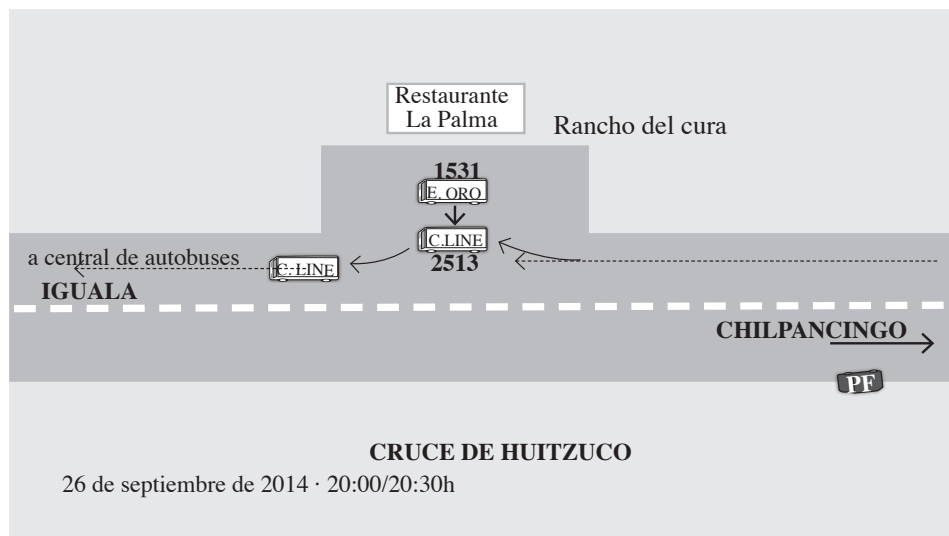 Restaurante
La Palma
Rancho del cura
1531
E. ORO
C.LINE
2513
a central de autobuses
C. LINE
IGUALA
CHILPANCINGO
PF
CRUCE DE HUITZUCO
26 de septiembre de 2014 · 20:00/20:30h